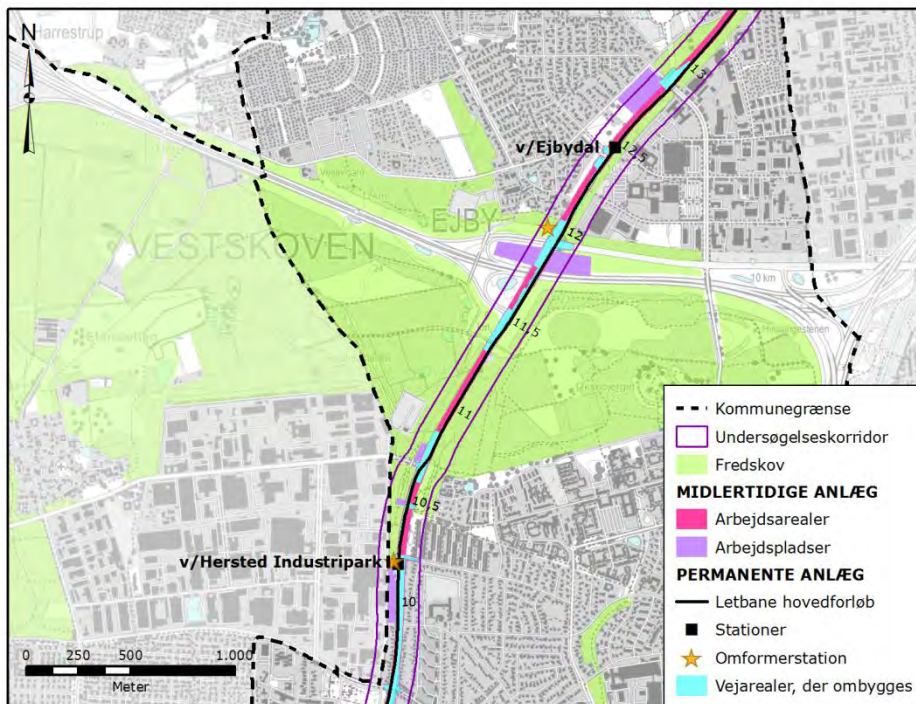 Harrestrup
N
13
v/Ejbydal
12,5
EJBY
12
VESTSKOVEN
10 km
11,5
11
10,5
v/Hersted Industripark
10
0 250 500 1.000
Meter
Kommunegrænse
Undersøgelseskorridor
Fredskov
MIDLERTIDIGE ANLÆG
Arbejdsarealer
Arbejdspladser
PERMANENTE ANLÆG
Letbane hovedforløb
Stationer
Omformerstation
Vejarealer, der ombygges